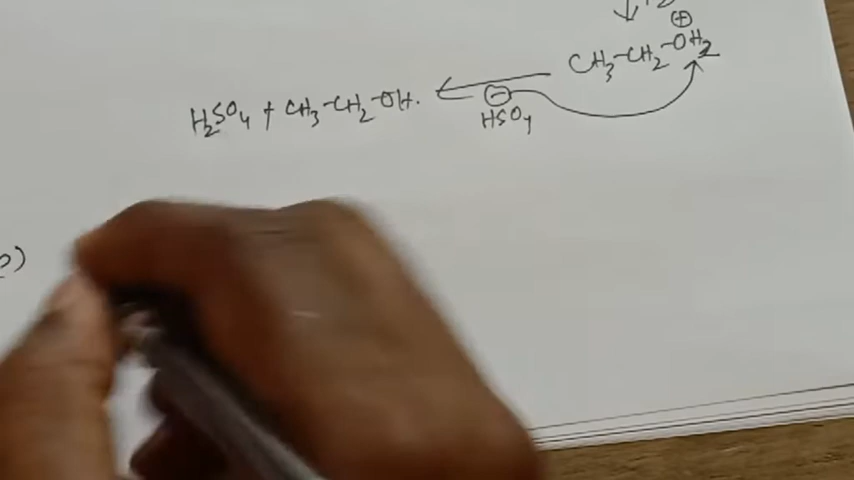 ⊕
CH₃-CH₂-OH₂
H₂SO₄ + CH₃-CH₂-OH.
⊖
HSO₄